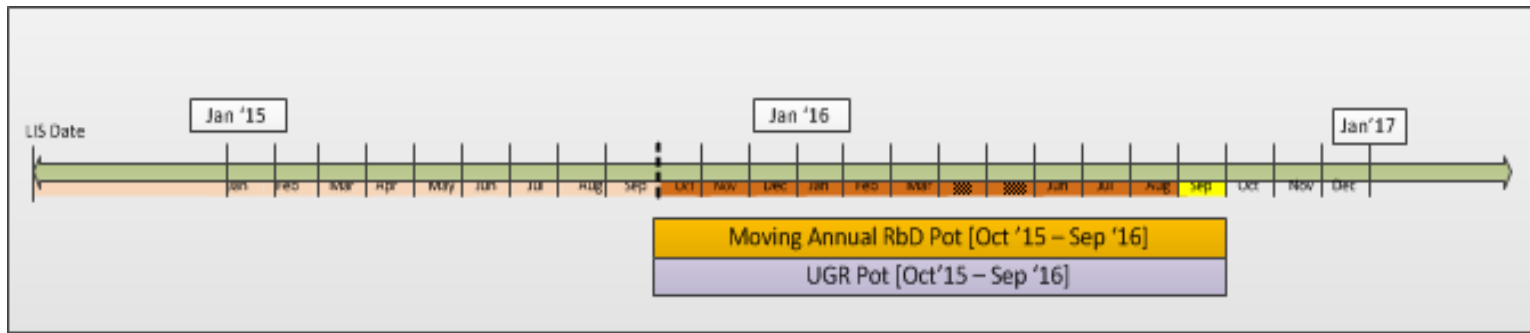 Jan ‘15
Jan ‘16
Jan’17
LIS Date
Jan Feb Mar Apr May Jun Jul Aug Sep Oct Nov Dec Jan Feb Mar Jun Jul Aug Sep Oct Nov Dec
Moving Annual RbD Pot [Oct ’15 – Sep ‘16]
UGR Pot [Oct’15 – Sep ‘16]